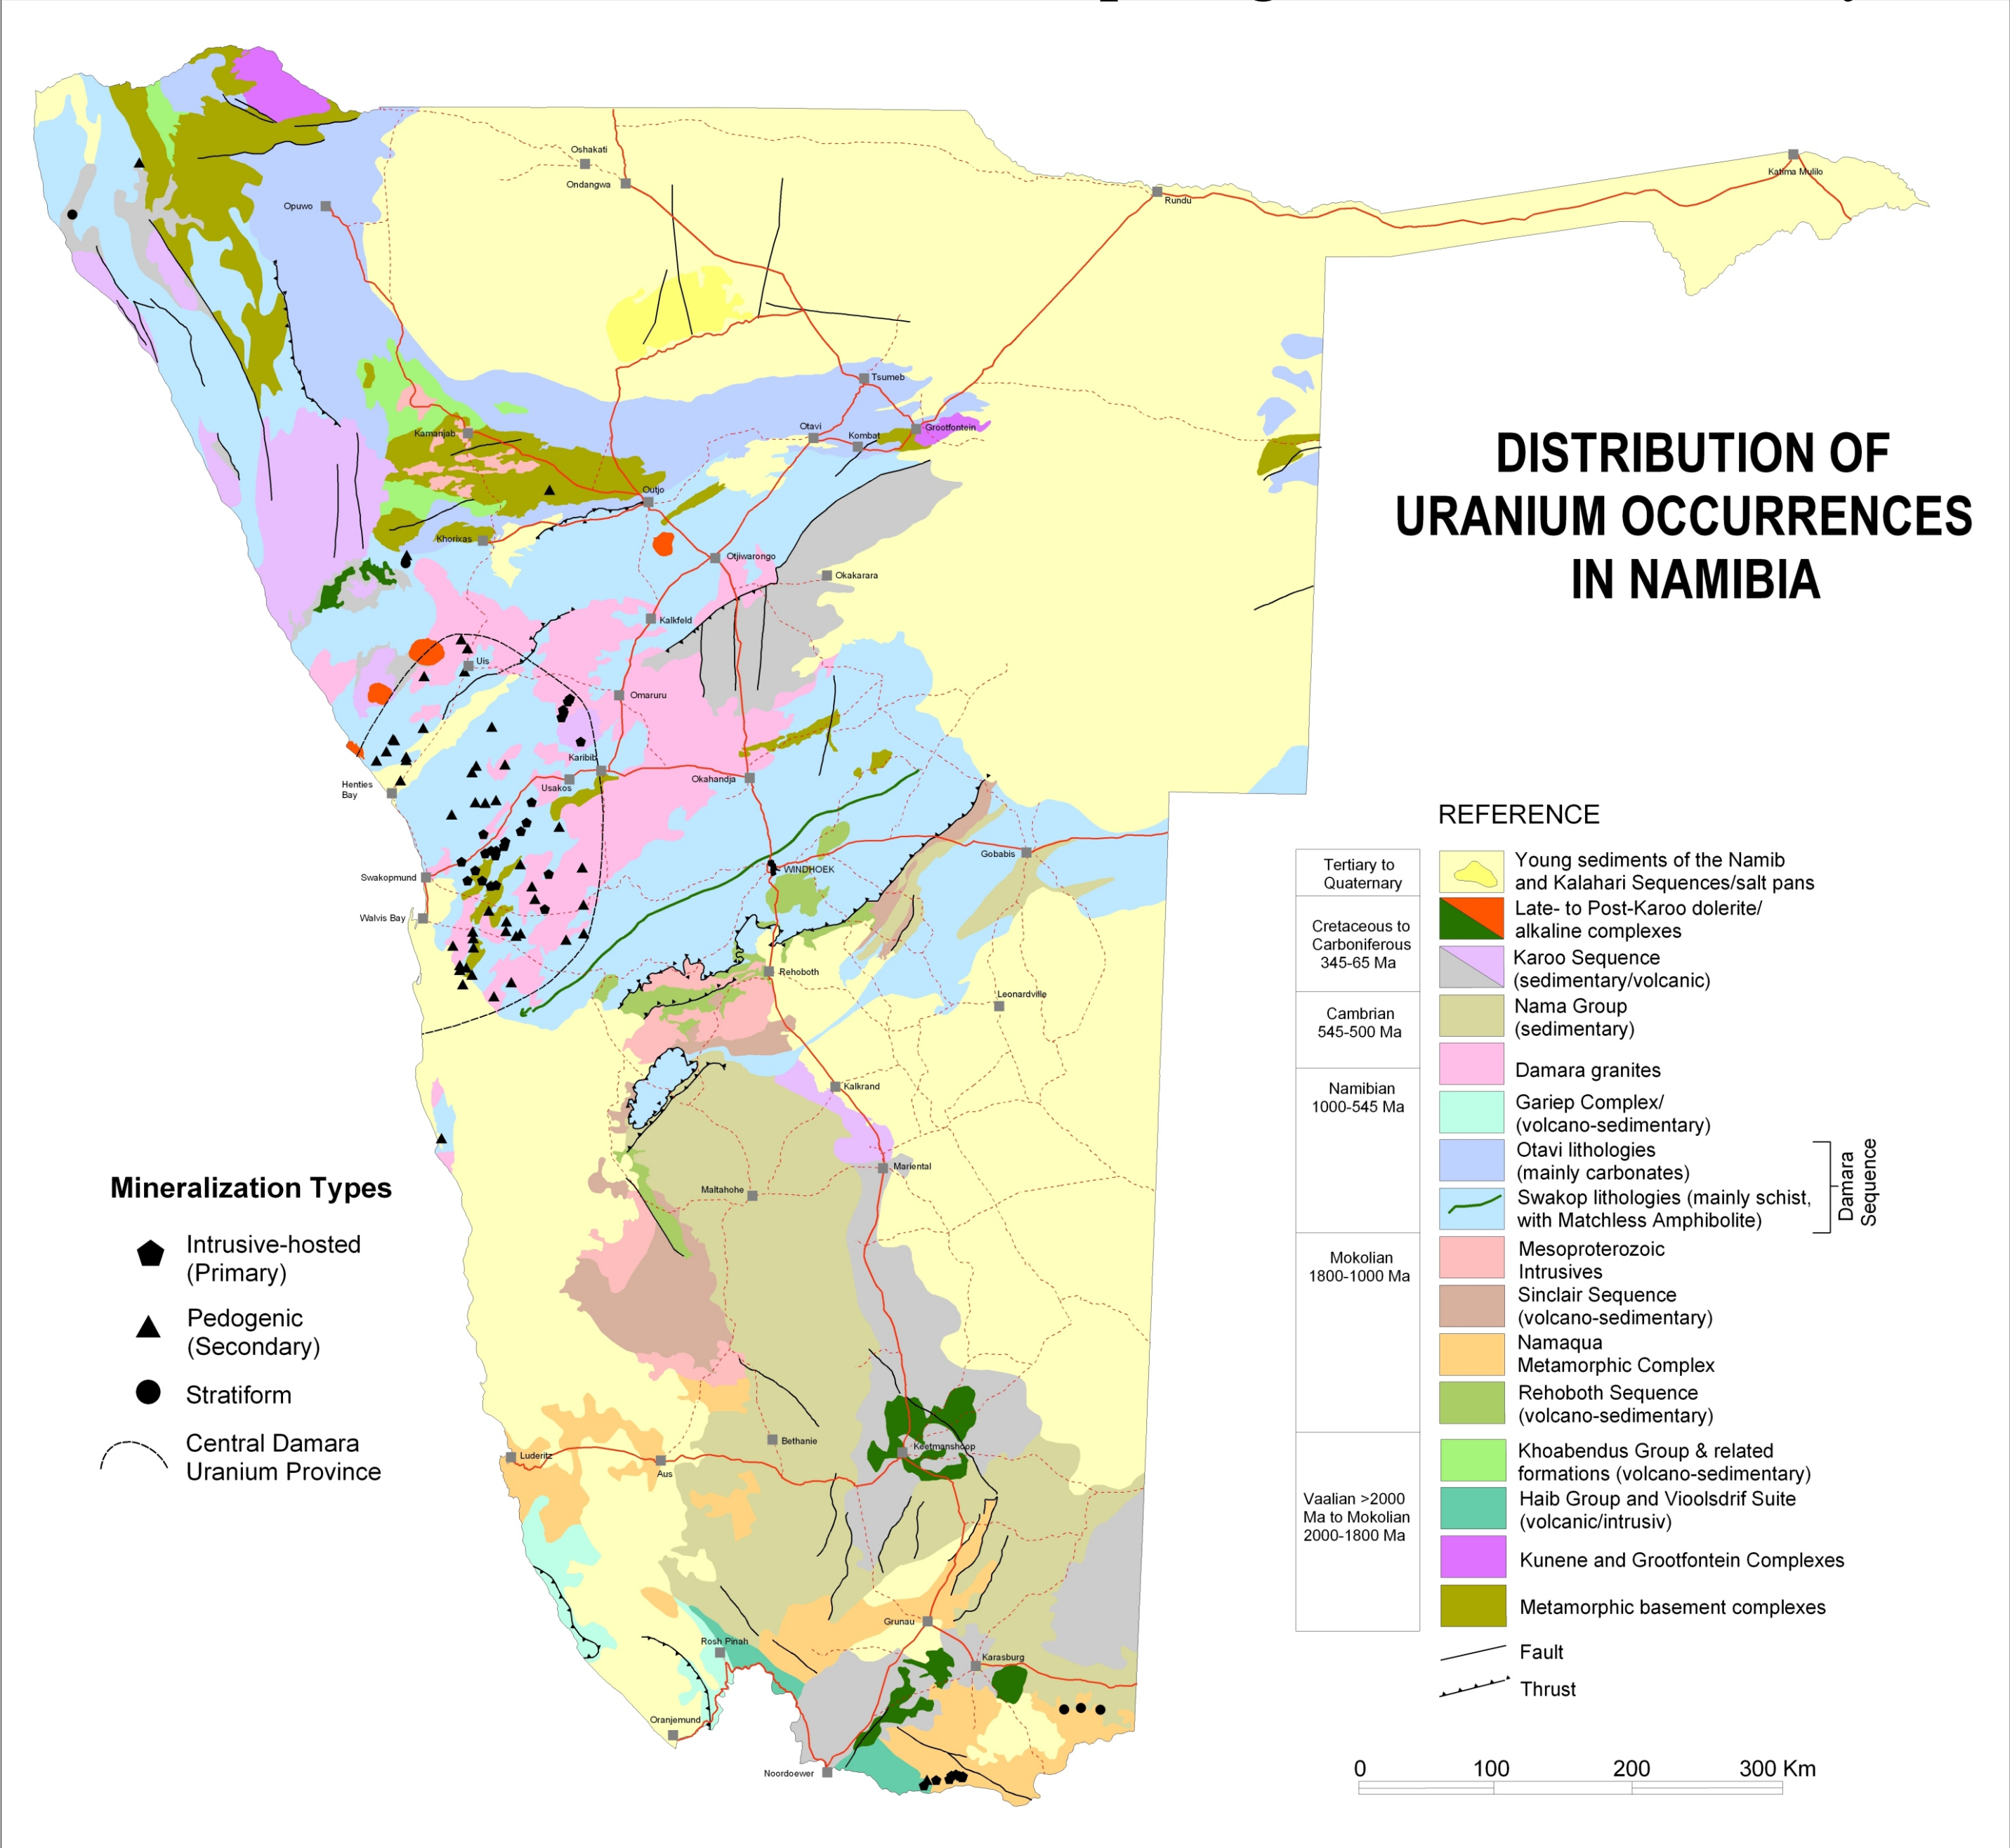 DISTRIBUTION OF
URANIUM OCCURRENCES
IN NAMIBIA
Oshakati
Ondangwa
Opuwo
Rundu
Katima Mulilo
Tsumeb
Otavi
Kombat
Grootfontein
Kamanjab
Outjo
Khorixas
Otjiwarongo
Okakarara
Kalkfeld
Uis
Omaruru
Karibib
Usakos
Okahandja
Henties
Bay
Swakopmund
Walvis Bay
WINDHOEK
Gobabis
Rehoboth
Leonardville
Kalkrand
Mariental
Maltahohe
Bethanie
Keetmanshoop
Luderitz
Aus
Grunau
Rosh Pinah
Karasburg
Oranjemund
Noordoewer
Mineralization Types
Intrusive-hosted
(Primary)
Pedogenic
(Secondary)
Stratiform
Central Damara
Uranium Province
REFERENCE
Tertiary to
Quaternary
Cretaceous to
Carboniferous
345-65 Ma
Cambrian
545-500 Ma
Namibian
1000-545 Ma
Mokolian
1800-1000 Ma
Vaalian >2000
Ma to Mokolian
2000-1800 Ma
Young sediments of the Namib
and Kalahari Sequences/salt pans
Late- to Post-Karoo dolerite/
alkaline complexes
Karoo Sequence
(sedimentary/volcanic)
Nama Group
(sedimentary)
Damara granites
Gariep Complex/
(volcano-sedimentary)
Otavi lithologies
(mainly carbonates)
Swakop lithologies (mainly schist,
with Matchless Amphibolite)
Damara
Sequence
Mesoproterozoic
Intrusives
Sinclair Sequence
(volcano-sedimentary)
Namaqua
Metamorphic Complex
Rehoboth Sequence
(volcano-sedimentary)
Khoabendus Group & related
formations (volcano-sedimentary)
Haib Group and Vioolsdrif Suite
(volcanic/intrusiv)
Kunene and Grootfontein Complexes
Metamorphic basement complexes
Fault
Thrust
0 100 200 300 Km